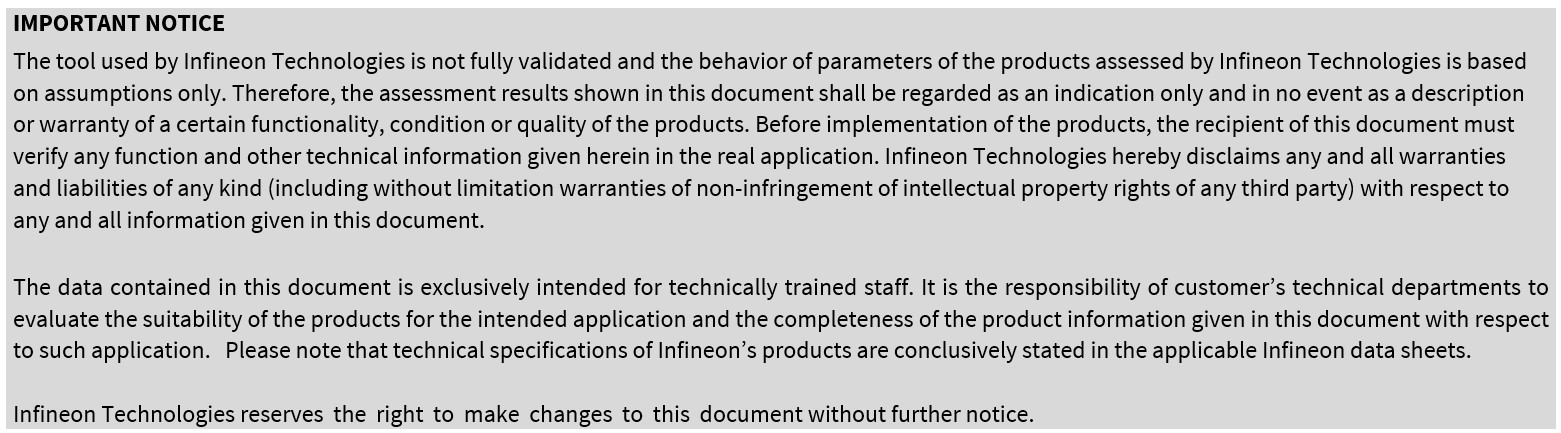 IMPORTANT NOTICE
The tool used by Infineon Technologies is not fully validated and the behavior of parameters of the products assessed by Infineon Technologies is based
on assumptions only. Therefore, the assessment results shown in this document shall be regarded as an indication only and in no event as a description
or warranty of a certain functionality, condition or quality of the products. Before implementation of the products, the recipient of this document must
verify any function and other technical information given herein in the real application. Infineon Technologies hereby disclaims any and all warranties
and liabilities of any kind (including without limitation warranties of non-infringement of intellectual property rights of any third party) with respect to
any and all information given in this document.
The data contained in this document is exclusively intended for technically trained staff. It is the responsibility of customer’s technical departments to
evaluate the suitability of the products for the intended application and the completeness of the product information given in this document with respect
to such application.   Please note that technical specifications of Infineon’s products are conclusively stated in the applicable Infineon data sheets.
Infineon Technologies reserves  the  right  to  make  changes  to  this  document without further notice.